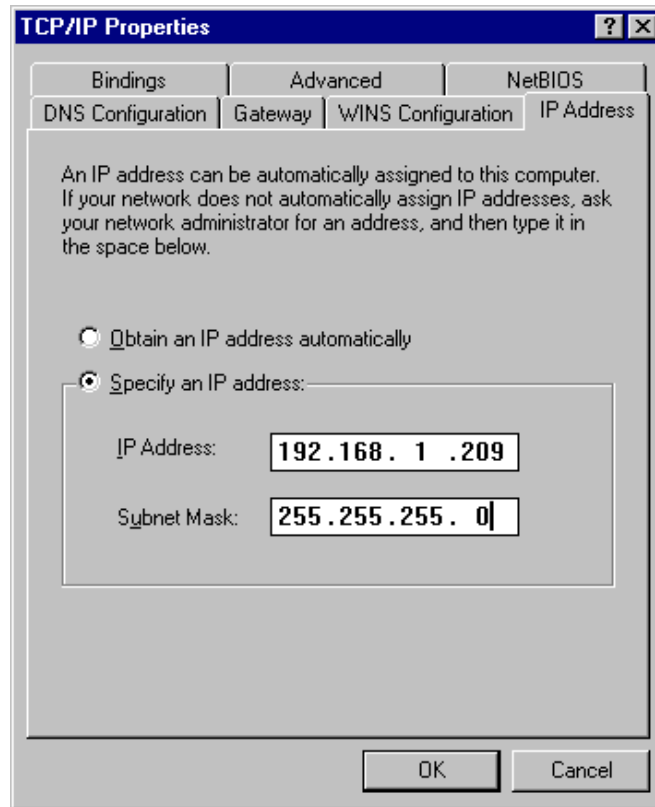 TCP/IP Properties
? ×
Bindings Advanced NetBIOS
DNS Configuration Gateway WINS Configuration IP Address
An IP address can be automatically assigned to this computer.
If your network does not automatically assign IP addresses, ask
your network administrator for an address, and then type it in
the space below.
Obtain an IP address automatically
Specify an IP address:
IP Address: 192.168. 1 .209
Subnet Mask: 255.255.255. 0
OK Cancel